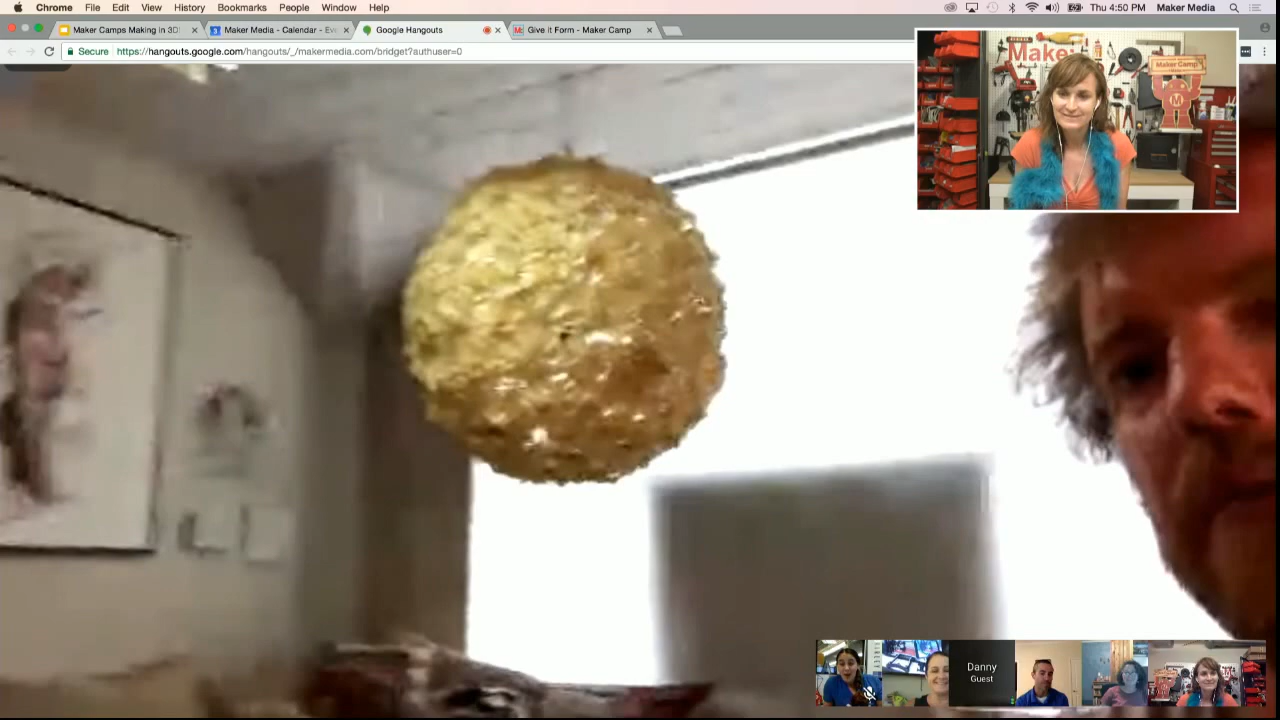 Chrome File Edit View History Bookmarks People Window Help Thu 4:50 PM Maker Media
Maker Camps Making in 3D! Maker Media - Calendar - Eve Google Hangouts Give it Form - Maker Camp
Secure https://hangouts.google.com/hangouts/_/makermedia.com/bridget?authuser=0
Make:
Maker Camp
M
Danny
Guest